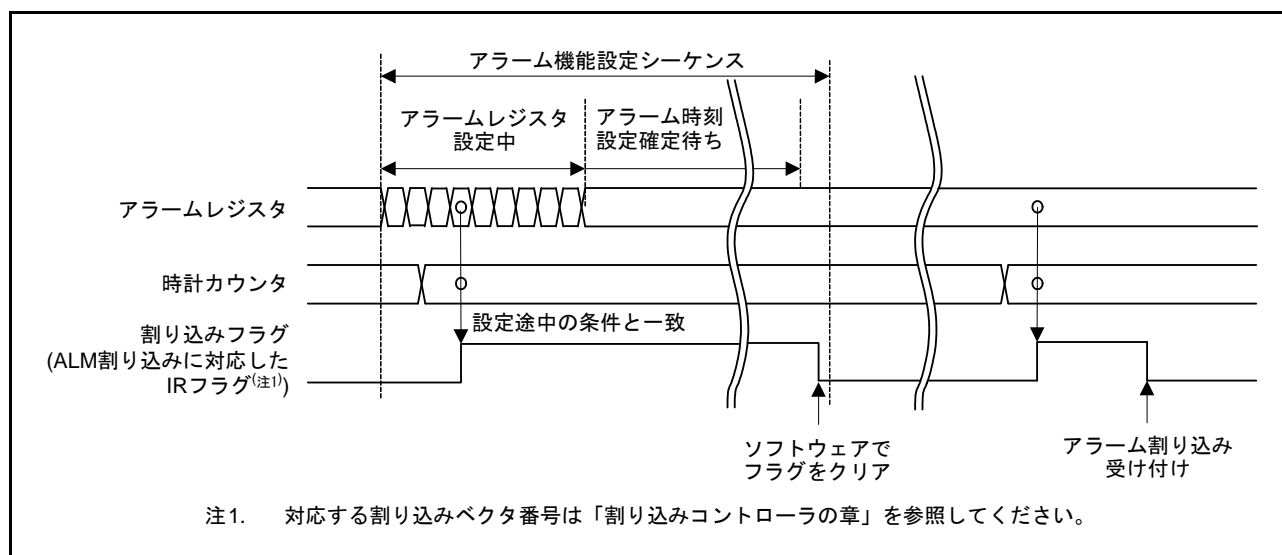 アラーム機能設定シーケンス
アラームレジスタ
設定中
アラーム時刻
設定確定待ち
アラームレジスタ
時計カウンタ
設定途中の条件と一致
割り込みフラグ
(ALM割り込みに対応した
IRフラグ(注1))
ソフトウェアで
フラグをクリア
アラーム割り込み
受け付け
注1. 対応する割り込みベクタ番号は「割り込みコントローラの章」を参照してください。